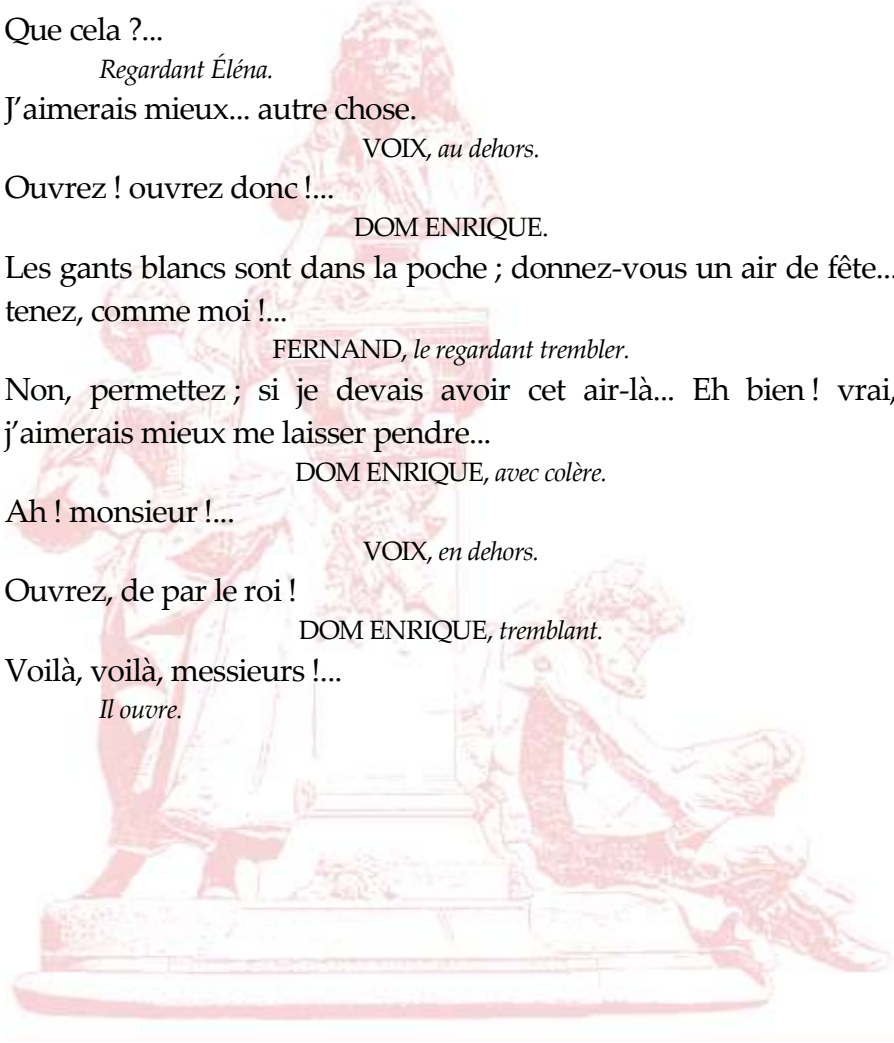 Que cela ?...
Regardant Éléna.
J’aimerais mieux... autre chose.
VOIX, au dehors.
Ouvrez ! ouvrez donc !...
DOM ENRIQUE.
Les gants blancs sont dans la poche ; donnez-vous un air de fête...
tenez, comme moi !...
FERNAND, le regardant trembler.
Non, permettez ; si je devais avoir cet air-là... Eh bien ! vrai,
j’aimerais mieux me laisser pendre...
DOM ENRIQUE, avec colère.
Ah ! monsieur !...
VOIX, en dehors.
Ouvrez, de par le roi !
DOM ENRIQUE, tremblant.
Voilà, voilà, messieurs !...
Il ouvre.